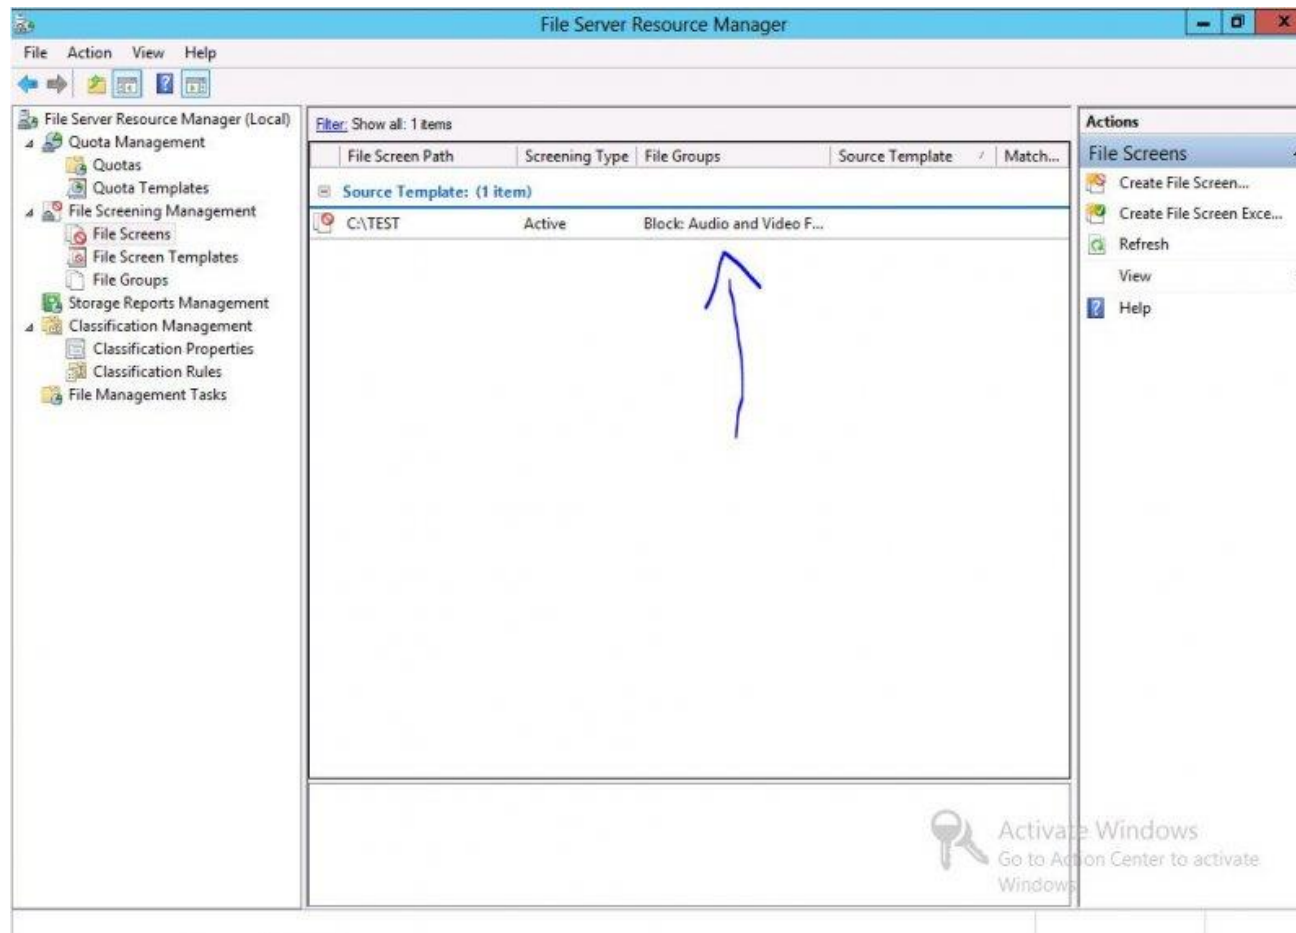 File Server Resource Manager
File Action View Help
File Server Resource Manager (Local)
Quota Management
Quotas
Quota Templates
File Screening Management
File Screens
File Screen Templates
File Groups
Storage Reports Management
Classification Management
Classification Properties
Classification Rules
File Management Tasks
Filter: Show all: 1 items
File Screen Path Screening Type File Groups Source Template Match...
Source Template: (1 item)
C:\TEST Active Block: Audio and Video F...
Actions
File Screens
Create File Screen...
Create File Screen Exce...
Refresh
View
Help
Activate Windows
Go to Action Center to activate
Windows